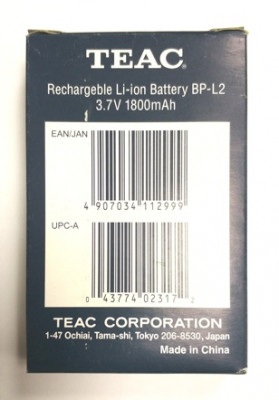 TEAC
Rechargeble Li-ion Battery BP-L2
3.7V 1800mAh
EAN/JAN
4 907034 112999
UPC-A
0 43774 02317 2
TEAC CORPORATION
1-47 Ochiai, Tama-shi, Tokyo 206-8530, Japan
Made in China